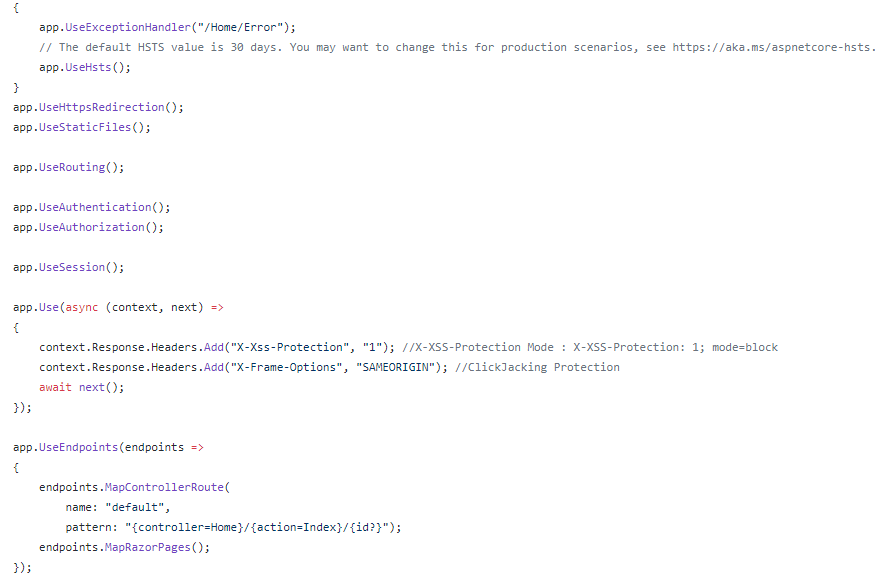 {
    app.UseExceptionHandler("/Home/Error");
    // The default HSTS value is 30 days. You may want to change this for production scenarios, see https://aka.ms/aspnetcore-hsts.
    app.UseHsts();
}
app.UseHttpsRedirection();
app.UseStaticFiles();

app.UseRouting();

app.UseAuthentication();
app.UseAuthorization();

app.UseSession();

app.Use(async (context, next) =>
{
    context.Response.Headers.Add("X-Xss-Protection", "1"); //X-XSS-Protection Mode : X-XSS-Protection: 1; mode=block
    context.Response.Headers.Add("X-Frame-Options", "SAMEORIGIN"); //ClickJacking Protection
    await next();
});

app.UseEndpoints(endpoints =>
{
    endpoints.MapControllerRoute(
        name: "default",
        pattern: "{controller=Home}/{action=Index}/{id?}");
    endpoints.MapRazorPages();
});